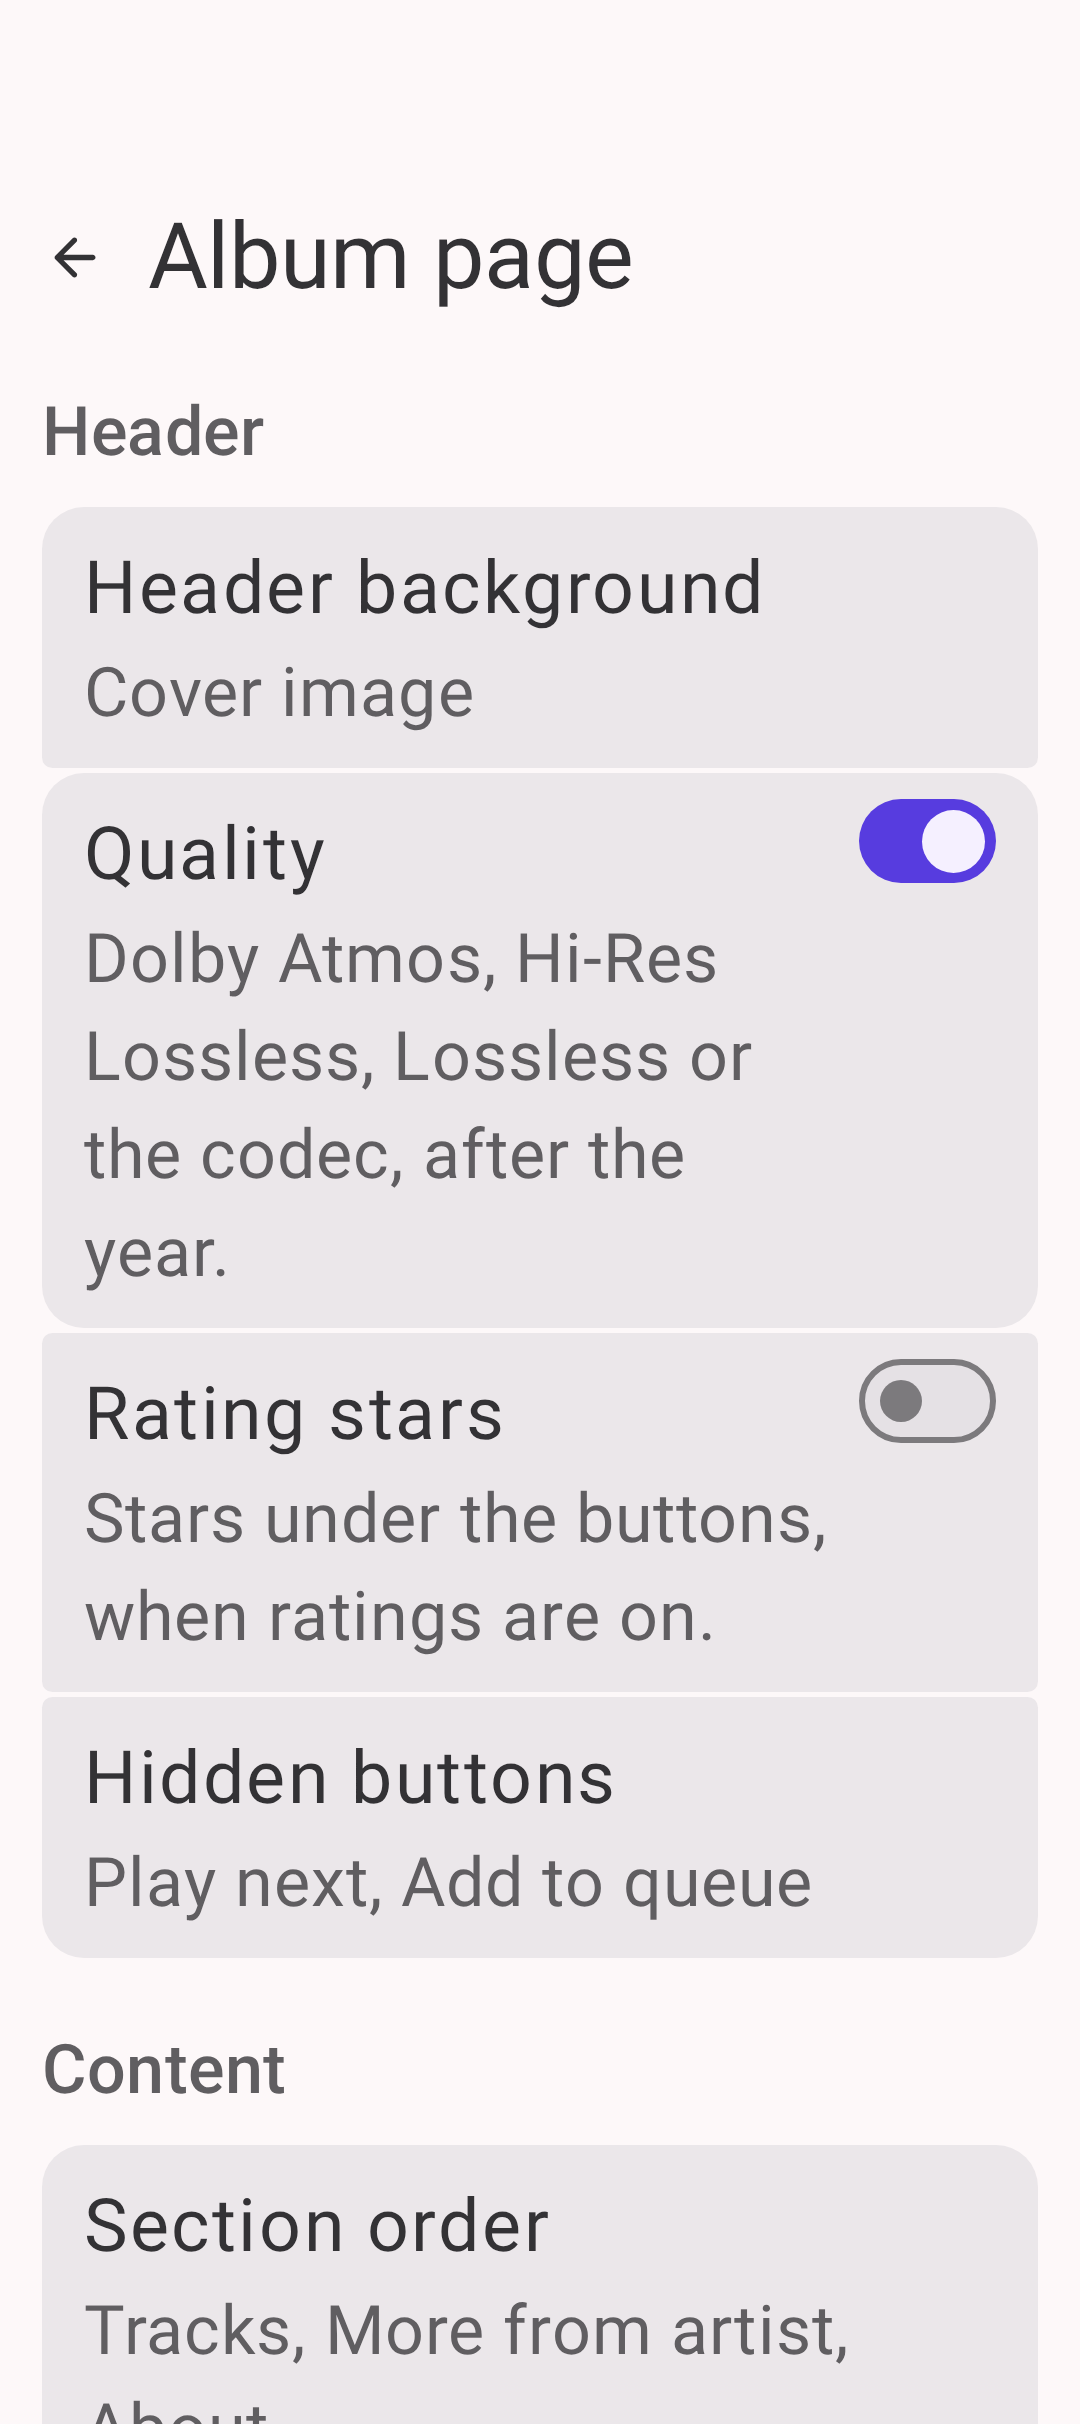 Album page
Header
Header background
Cover image
Quality
Dolby Atmos, Hi-Res
Lossless, Lossless or
the codec, after the
year.
Rating stars
Stars under the buttons,
when ratings are on.
Hidden buttons
Play next, Add to queue
Content
Section order
Tracks, More from artist,
About